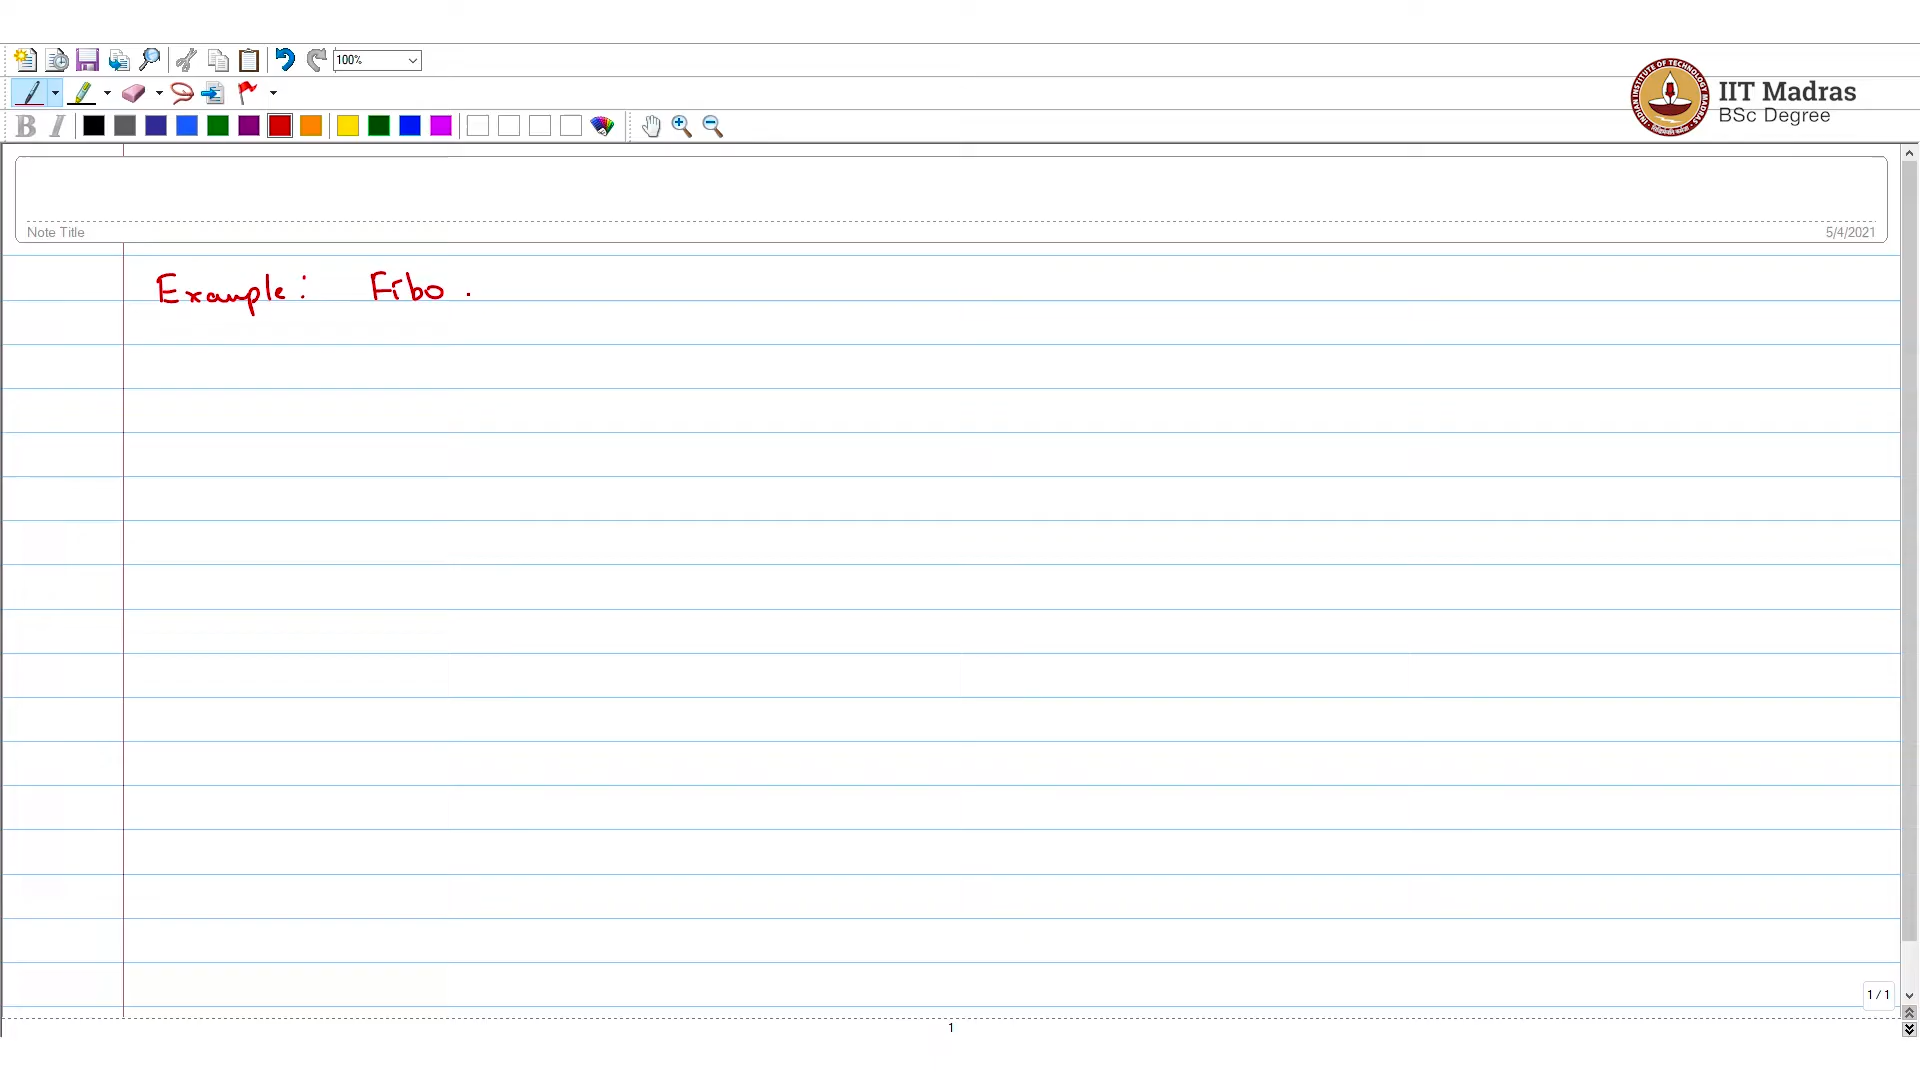 100%
IIT Madras
BSc Degree
B I
Note Title
5/4/2021
Example: Fibo .
1 / 1
1